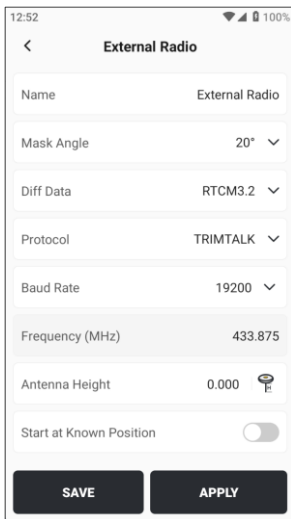 12:52 100%
External Radio
Name External Radio
Mask Angle 20°
Diff Data RTCM3.2
Protocol TRIMTALK
Baud Rate 19200
Frequency (MHz) 433.875
Antenna Height 0.000
Start at Known Position
SAVE APPLY